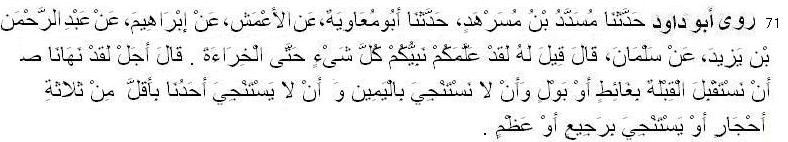 71 روى أبو داود حَدَّثَنَا مُسَدَّدُ بْنُ مُسَرْهَدٍ، حَدَّثَنَا أَبُو مُعَاوِيَةَ، عَنِ الأَعْمَشِ، عَنْ إِبْرَاهِيمَ، عَنْ عَبْدِ الرَّحْمَنِ
بْنِ يَزِيدَ، عَنْ سَلْمَانَ، قَالَ قِيلَ لَهُ لَقَدْ عَلَّمَكُمْ نَبِيُّكُمْ كُلَّ شَىْءٍ حَتَّى الْخِرَاءَةَ . قَالَ أَجَلْ لَقَدْ نَهَانَا صـ
أَنْ نَسْتَقْبِلَ الْقِبْلَةَ بِغَائِطٍ أَوْ بَوْلٍ وَأَنْ لاَ نَسْتَنْجِيَ بِالْيَمِينِ وَ أَنْ لاَ يَسْتَنْجِيَ أَحَدُنَا بِأَقَلَّ مِنْ ثَلاَثَةِ
أَحْجَارٍ أَوْ يَسْتَنْجِيَ بِرَجِيعٍ أَوْ عَظْمٍ .